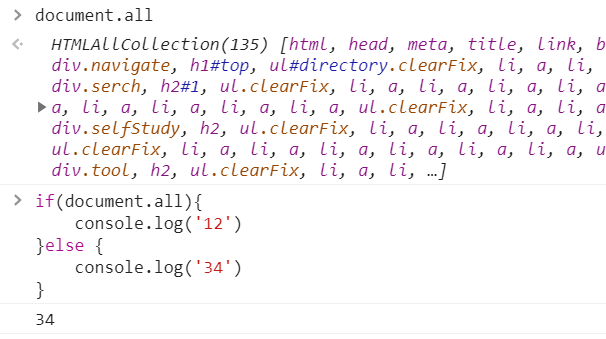 document.all
HTMLAllCollection(135) [html, head, meta, title, link, b
div.navigate, h1#top, ul#directory.clearFix, li, a, li,
div.serch, h2#1, ul.clearFix, li, a, li, a, li, a, li, a
a, li, a, li, a, li, a, li, a, ul.clearFix, li, a, li, a
div.selfStudy, h2, ul.clearFix, li, a, li, a, li, a, li,
ul.clearFix, li, a, li, a, li, a, li, a, li, a, li, a, u
div.tool, h2, ul.clearFix, li, a, li, …]
if(document.all){
console.log('12')
}else {
console.log('34')
}
34